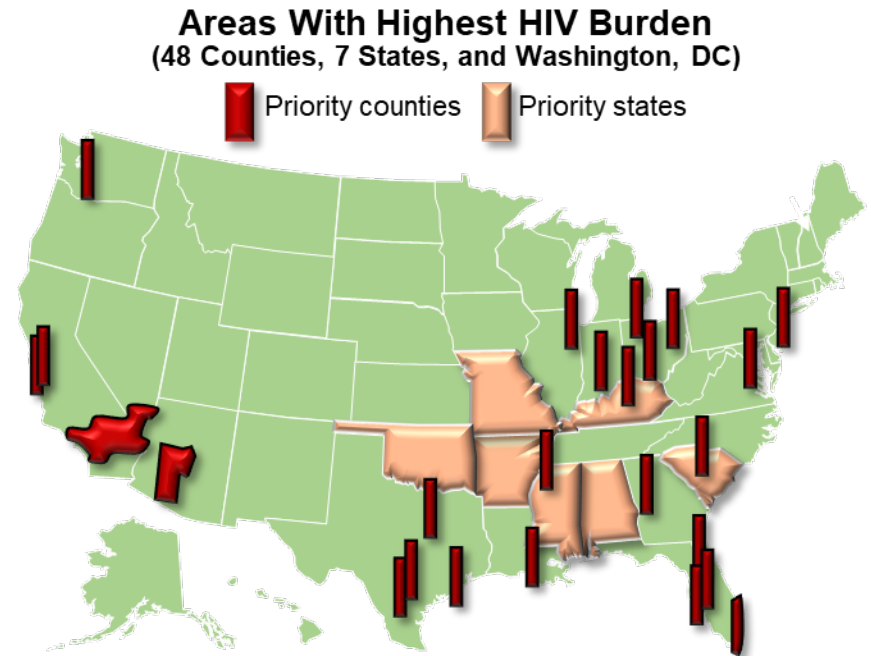 Areas With Highest HIV Burden
(48 Counties, 7 States, and Washington, DC)
Priority counties
Priority states